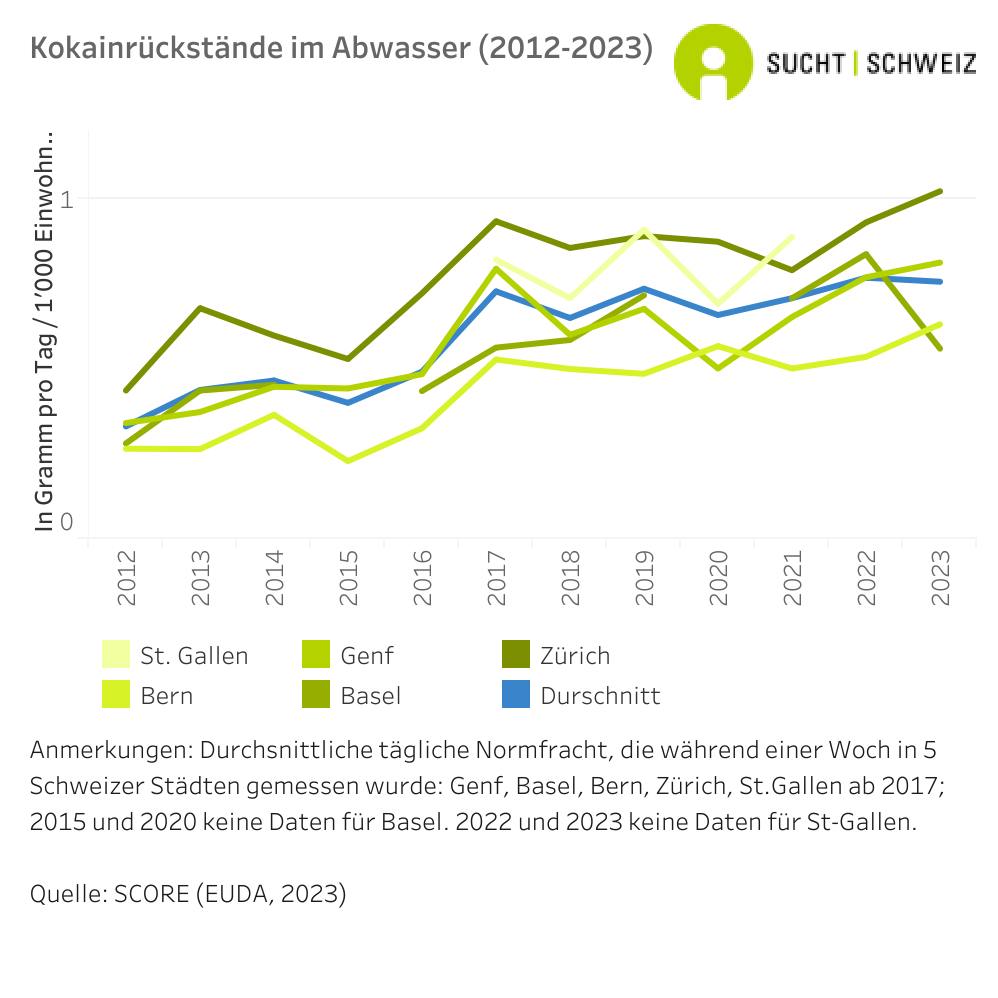 Kokainrückstände im Abwasser (2012-2023)
SUCHT | SCHWEIZ
In Gramm pro Tag / 1’000 Einwohn..
1
0
2012 2013 2014 2015 2016 2017 2018 2019 2020 2021 2022 2023
St. Gallen Genf Zürich
Bern Basel Durschnitt
Anmerkungen: Durchsnittliche tägliche Normfracht, die während einer Woch in 5
Schweizer Städten gemessen wurde: Genf, Basel, Bern, Zürich, St.Gallen ab 2017;
2015 und 2020 keine Daten für Basel. 2022 und 2023 keine Daten für St-Gallen.
Quelle: SCORE (EUDA, 2023)